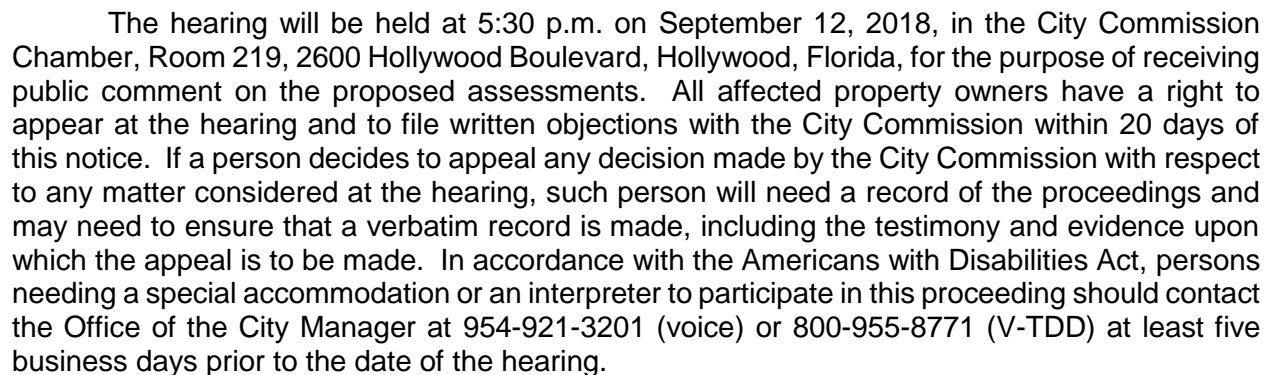 The hearing will be held at 5:30 p.m. on September 12, 2018, in the City Commission
Chamber, Room 219, 2600 Hollywood Boulevard, Hollywood, Florida, for the purpose of receiving
public comment on the proposed assessments. All affected property owners have a right to
appear at the hearing and to file written objections with the City Commission within 20 days of
this notice. If a person decides to appeal any decision made by the City Commission with respect
to any matter considered at the hearing, such person will need a record of the proceedings and
may need to ensure that a verbatim record is made, including the testimony and evidence upon
which the appeal is to be made. In accordance with the Americans with Disabilities Act, persons
needing a special accommodation or an interpreter to participate in this proceeding should contact
the Office of the City Manager at 954-921-3201 (voice) or 800-955-8771 (V-TDD) at least five
business days prior to the date of the hearing.